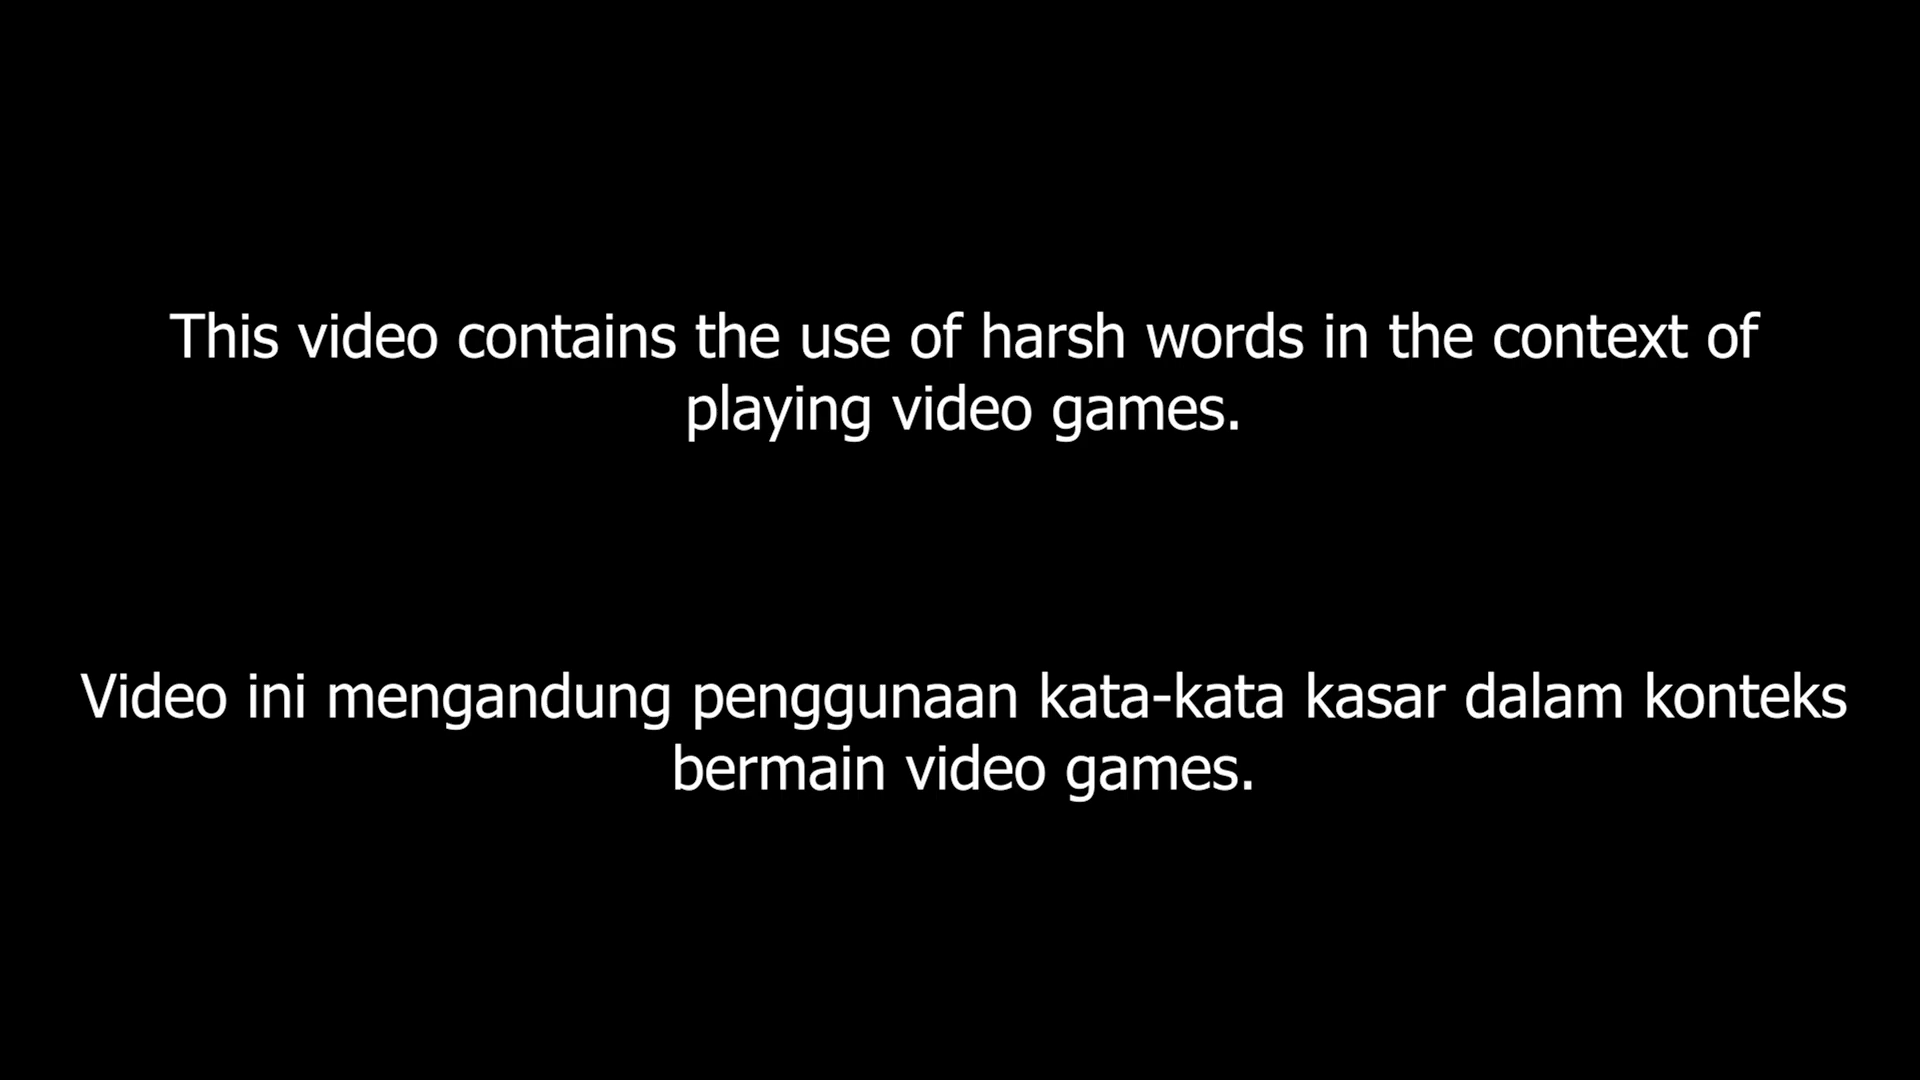 This video contains the use of harsh words in the context of
playing video games.
Video ini mengandung penggunaan kata-kata kasar dalam konteks
bermain video games.